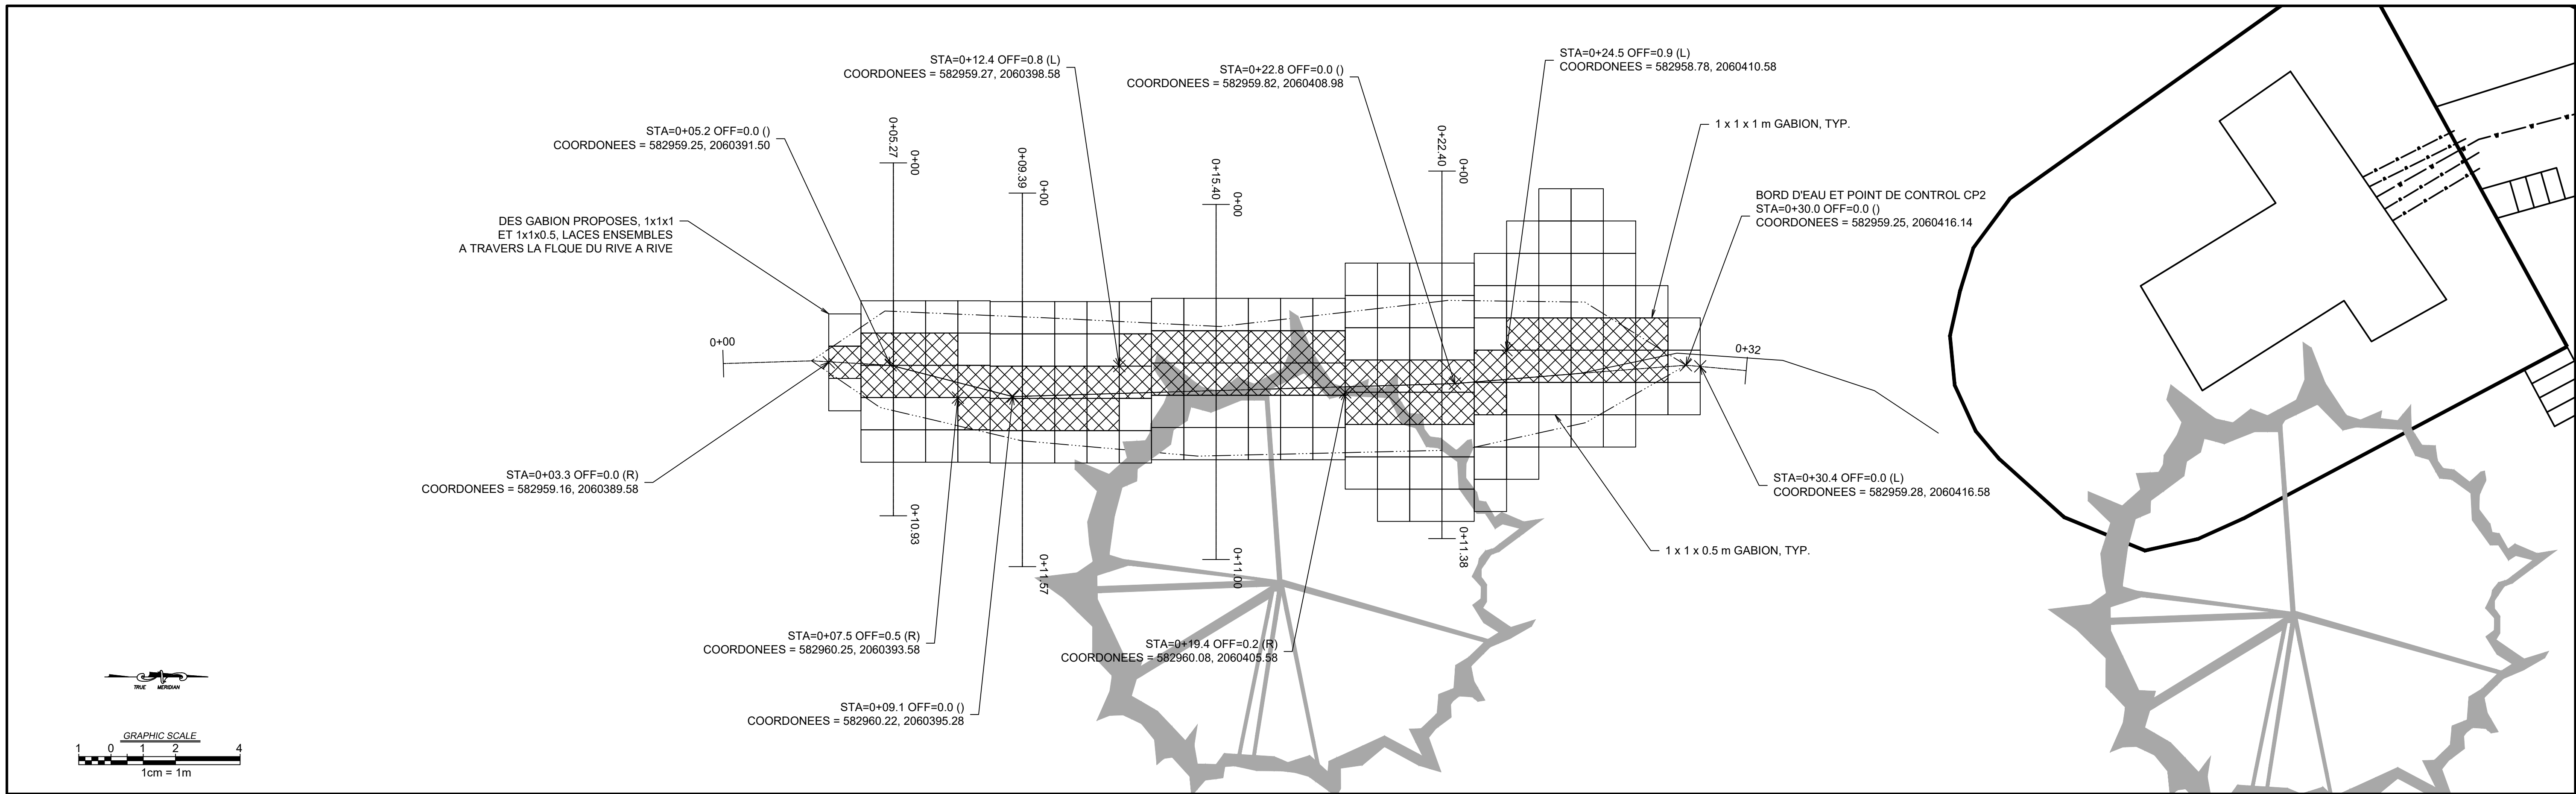 STA=0+12.4 OFF=0.8 (L)
COORDONEES = 582959.27, 2060398.58
STA=0+22.8 OFF=0.0 ()
COORDONEES = 582959.82, 2060408.98
STA=0+24.5 OFF=0.9 (L)
COORDONEES = 582958.78, 2060410.58
STA=0+05.2 OFF=0.0 ()
COORDONEES = 582959.25, 2060391.50
1 x 1 x 1 m GABION, TYP.
0+05.27
0+00
0+09.39
0+00
0+15.40
0+00
0+22.40
0+00
DES GABION PROPOSES, 1x1x1
ET 1x1x0.5, LACES ENSEMBLES
A TRAVERS LA FLQUE DU RIVE A RIVE
BORD D'EAU ET POINT DE CONTROL CP2
STA=0+30.0 OFF=0.0 ()
COORDONEES = 582959.25, 2060416.14
0+00
0+32
STA=0+03.3 OFF=0.0 (R)
COORDONEES = 582959.16, 2060389.58
STA=0+30.4 OFF=0.0 (L)
COORDONEES = 582959.28, 2060416.58
0+10.93
0+11.57
0+11.00
0+11.38
1 x 1 x 0.5 m GABION, TYP.
STA=0+07.5 OFF=0.5 (R)
COORDONEES = 582960.25, 2060393.58
STA=0+19.4 OFF=0.2 (R)
COORDONEES = 582960.08, 2060405.58
STA=0+09.1 OFF=0.0 ()
COORDONEES = 582960.22, 2060395.28
TRUE MERIDIAN
GRAPHIC SCALE
1 0 1 2 4
1cm = 1m